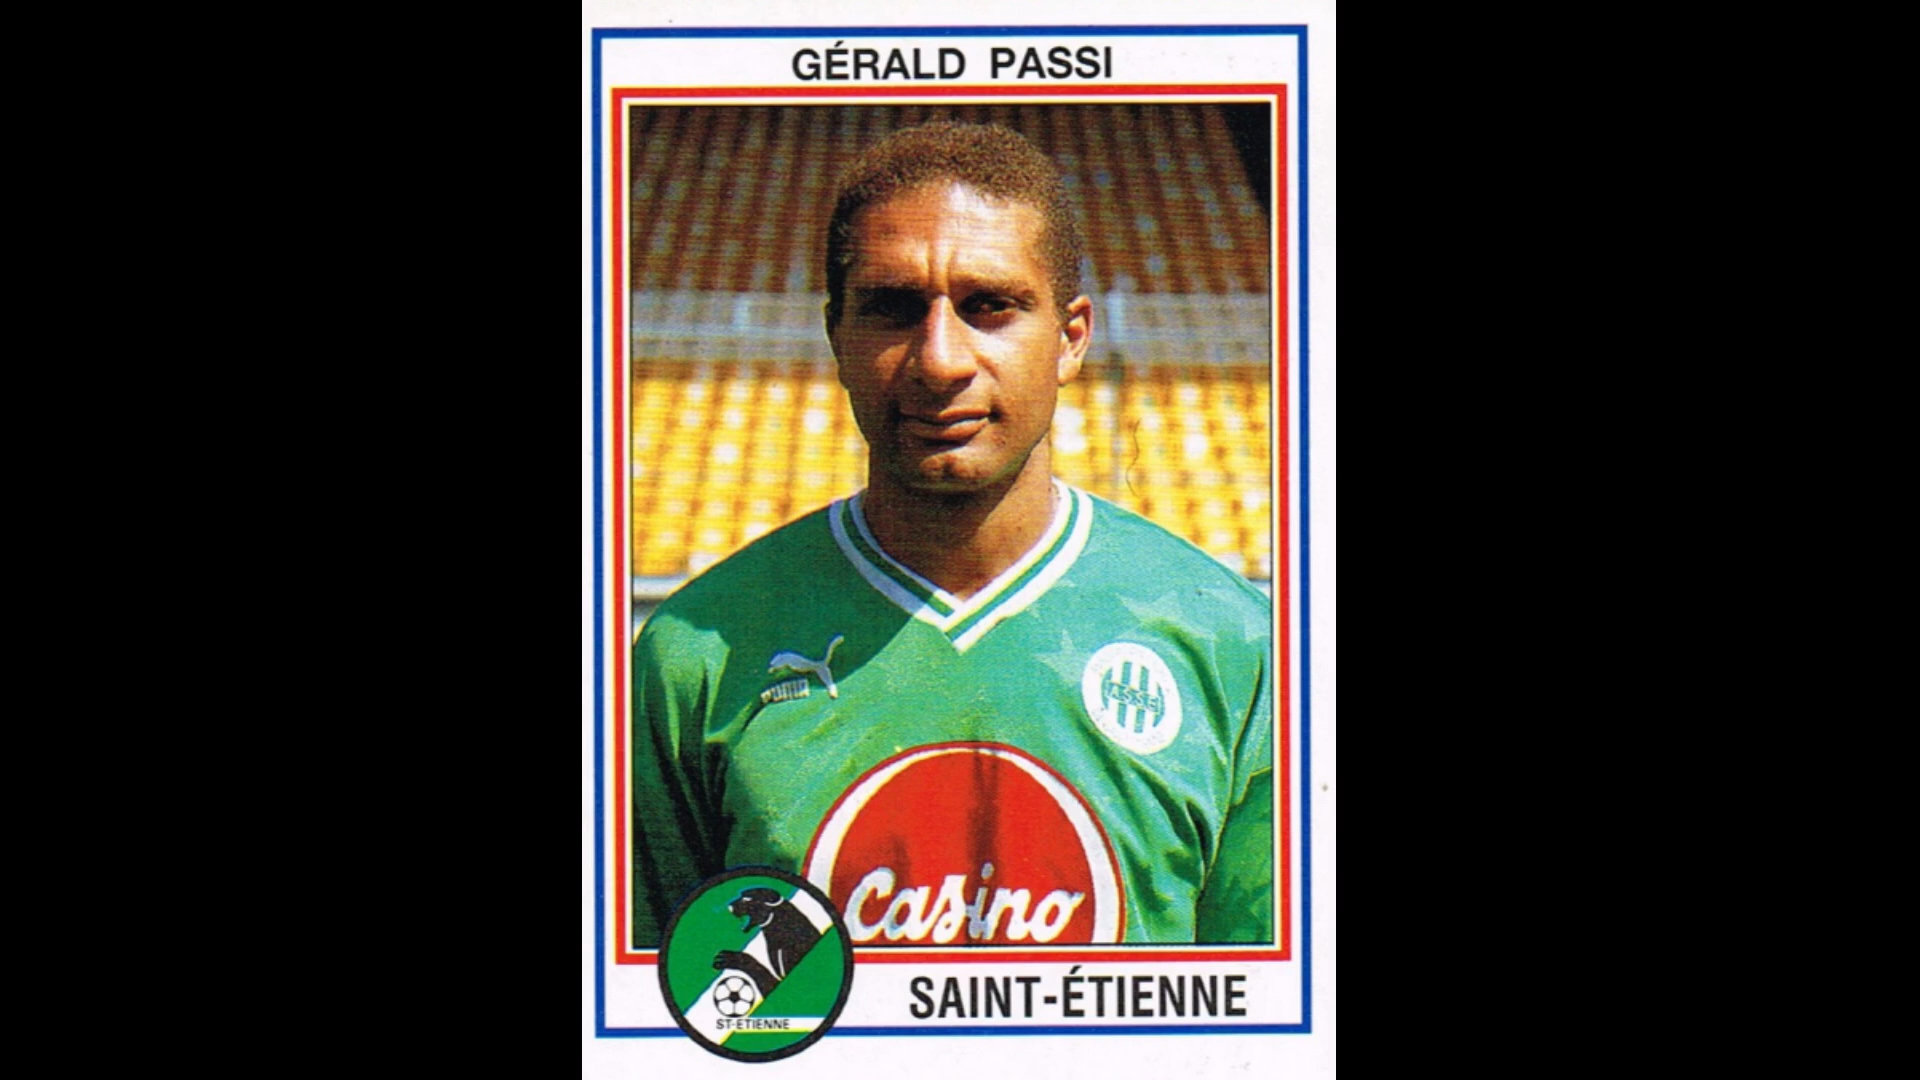 GÉRALD PASSI
PUMA
ASSE
Casino
ST-ETIENNE
SAINT-ÉTIENNE